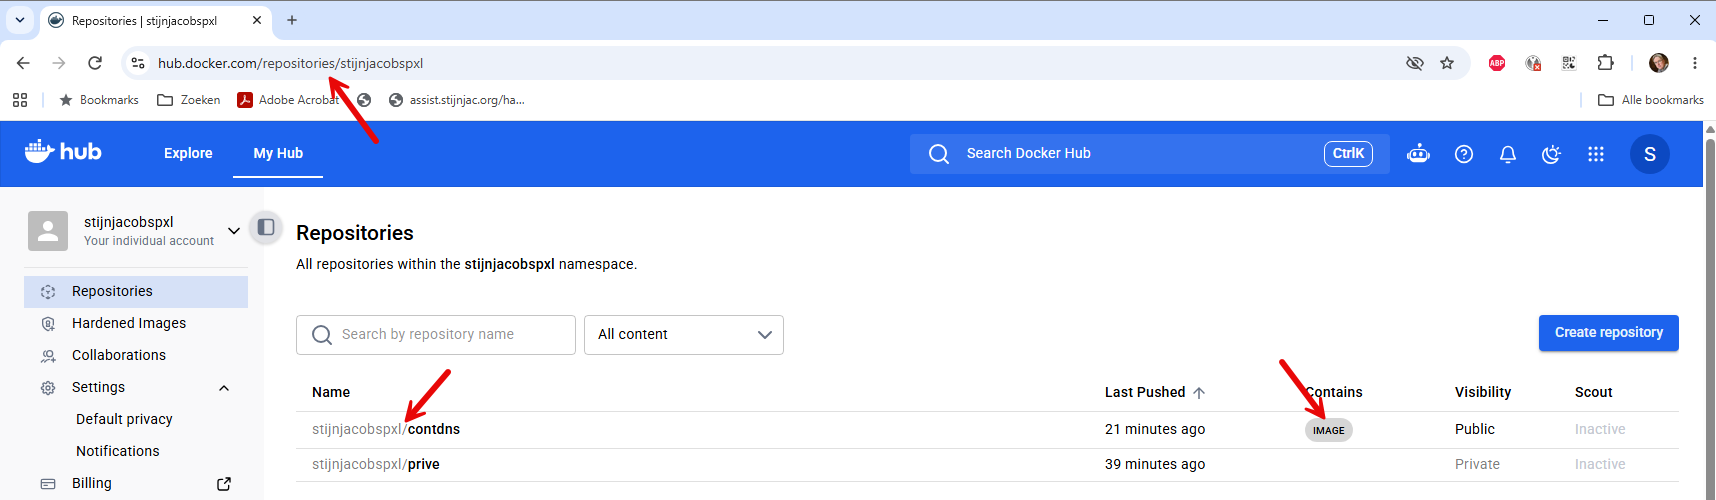 Repositories | stijnjacobspxl
hub.docker.com/repositories/stijnjacobspxl
ABP
Bookmarks Zoeken Adobe Acrobat assist.stijnjac.org/ha... Alle bookmarks
hub Explore My Hub Search Docker Hub CtrlK S
stijnjacobspxl
Your individual account
Repositories
Hardened Images
Collaborations
Settings
Default privacy
Notifications
Billing
Repositories
All repositories within the stijnjacobspxl namespace.
Search by repository name All content Create repository
Name Last Pushed Contains Visibility Scout
stijnjacobspxl/contdns 21 minutes ago IMAGE Public Inactive
stijnjacobspxl/prive 39 minutes ago Private Inactive